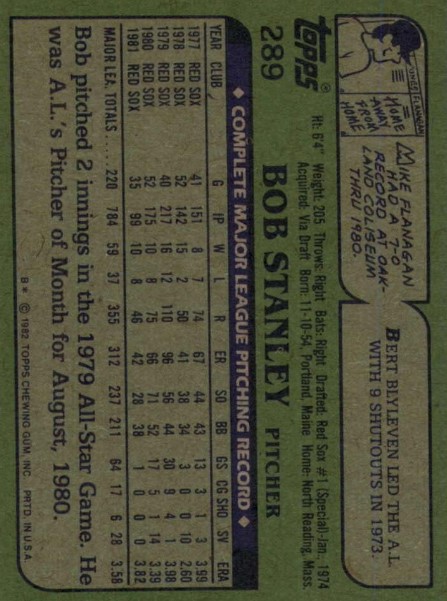 HOME
AWAY
FROM
HOME
MIKE FLANAGAN
HAD A 7-0
RECORD AT OAK-
LAND COLISEUM
THRU 1980.
BERT BLYLEVEN LED THE A.L.
WITH 9 SHUTOUTS IN 1973.
TOPPS®
289
BOB STANLEY PITCHER
Ht: 6'4" Weight: 205 Throws: Right Bats: Right Drafted: Red Sox #1 (Special)-Jan., 1974
Acquired: Via Draft Born: 11-10-54, Portland, Maine Home: North Reading, Mass.
◆ COMPLETE MAJOR LEAGUE PITCHING RECORD ◆
YEAR CLUB G IP W L R ER SO BB GS CG SHO SV ERA
1977 RED SOX 41 151 8 7 74 67 44 43 13 3 1 3 3.99
1978 RED SOX 52 142 15 2 50 41 38 34 3 0 0 10 2.60
1979 RED SOX 40 217 16 12 110 96 56 44 30 9 4 1 3.98
1980 RED SOX 52 175 10 8 75 66 71 52 17 5 1 14 3.39
1981 RED SOX 35 99 10 8 46 42 28 38 1 0 0 0 3.82
MAJOR LEA. TOTALS ..... 220 784 59 37 355 312 237 211 64 17 6 28 3.58
Bob pitched 2 innings in the 1979 All-Star Game. He
was A.L.'s Pitcher of Month for August, 1980.
B* © 1982 TOPPS CHEWING GUM, INC. PRTD. IN U.S.A.